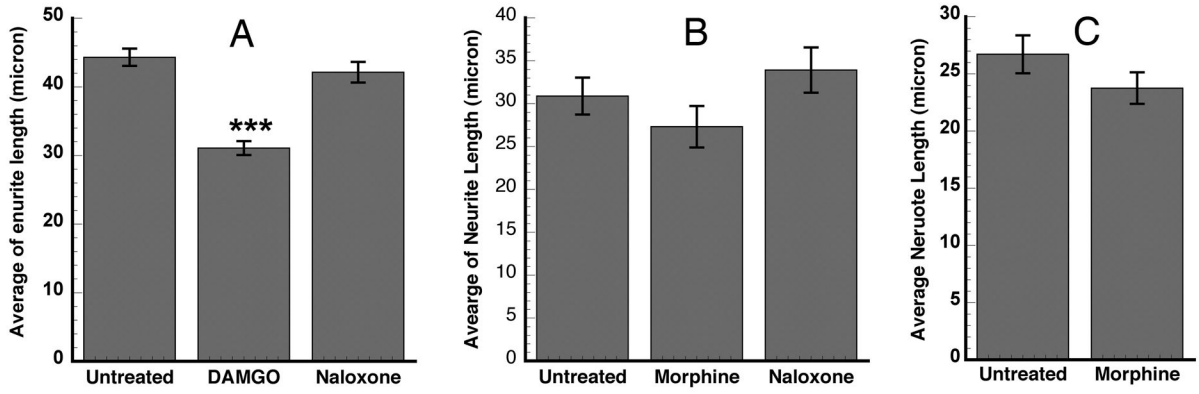 A
Average of enurite length (micron)
50
40
30
20
10
0
***
Untreated DAMGO Naloxone
B
Avearge of Neurite Length (micron)
40
35
30
25
20
15
10
5
0
Untreated Morphine Naloxone
C
Average Neruote Length (micron)
30
25
20
15
10
5
0
Untreated Morphine